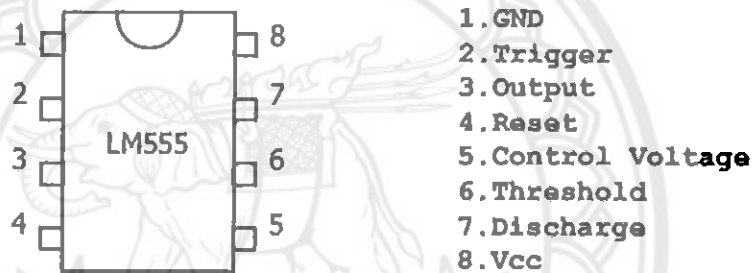 1 8
2 7
LM555
3 6
4 5
1.GND
2.Trigger
3.Output
4.Reset
5.Control Voltage
6.Threshold
7.Discharge
8.Vcc